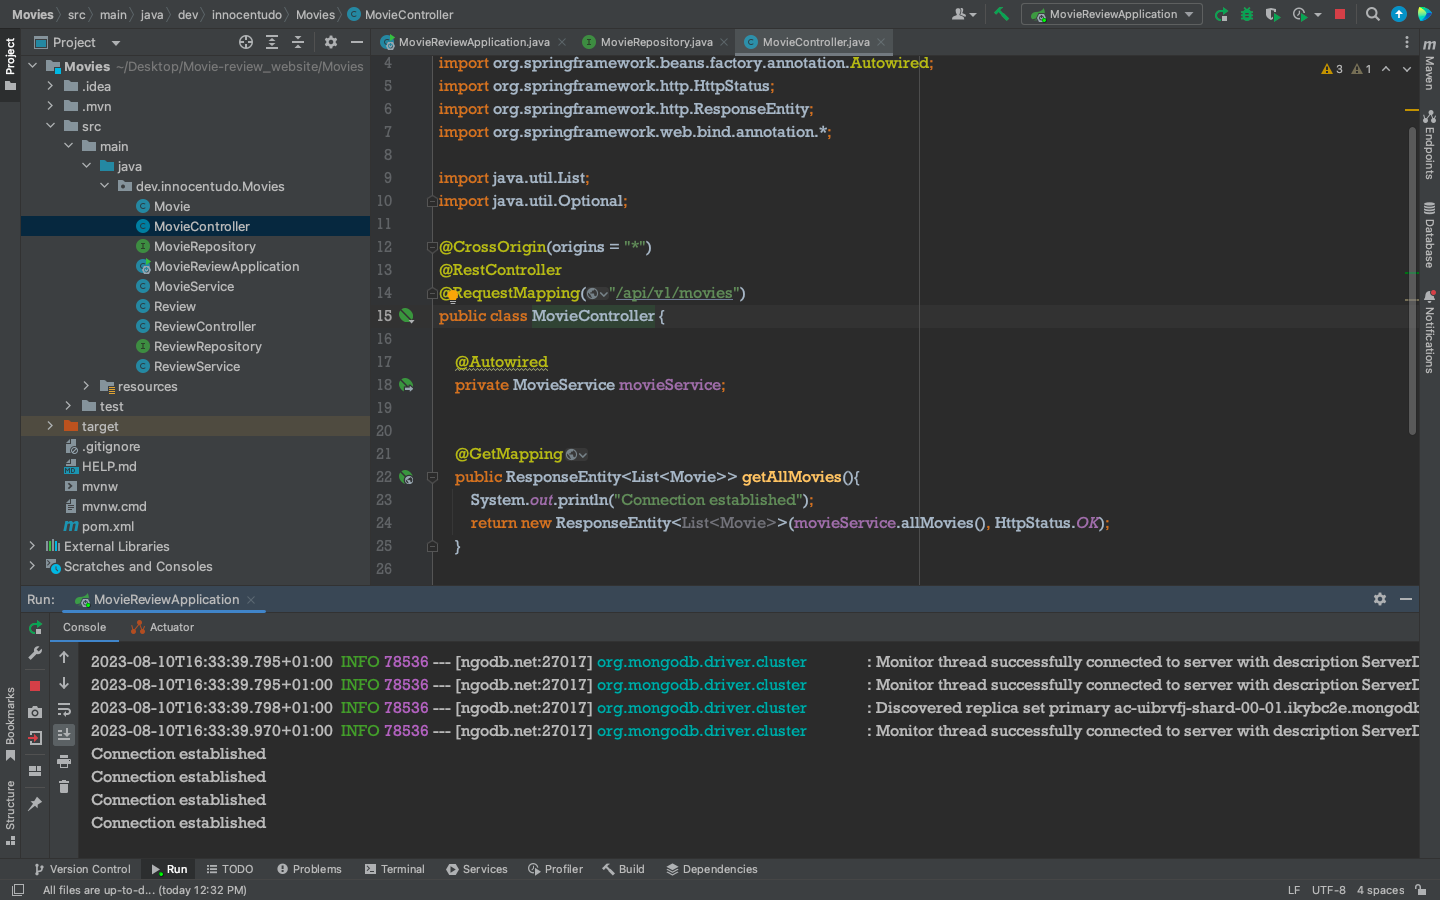 Movies src main java dev innocentudo Movies MovieController
MovieReviewApplication
Project
MovieReviewApplication.java
MovieRepository.java
MovieController.java
Project
Bookmarks
Structure
Maven
Endpoints
Database
Notifications
Movies ~/Desktop/Movie-review_website/Movies
.idea
.mvn
src
main
java
dev.innocentudo.Movies
Movie
MovieController
MovieRepository
MovieReviewApplication
MovieService
Review
ReviewController
ReviewRepository
ReviewService
resources
test
target
.gitignore
HELP.md
mvnw
mvnw.cmd
pom.xml
External Libraries
Scratches and Consoles
3 1
4 import org.springframework.beans.factory.annotation.Autowired;
5 import org.springframework.http.HttpStatus;
6 import org.springframework.http.ResponseEntity;
7 import org.springframework.web.bind.annotation.*;
8
9 import java.util.List;
10 import java.util.Optional;
11
12 @CrossOrigin(origins = "*")
13 @RestController
14 @RequestMapping("/api/v1/movies")
15 public class MovieController {
16
17 @Autowired
18 private MovieService movieService;
19
20
21 @GetMapping
22 public ResponseEntity<List<Movie>> getAllMovies(){
23 System.out.println("Connection established");
24 return new ResponseEntity<List<Movie>>(movieService.allMovies(), HttpStatus.OK);
25 }
26
Run: MovieReviewApplication
Console Actuator
2023-08-10T16:33:39.795+01:00 INFO 78536 --- [ngodb.net:27017] org.mongodb.driver.cluster : Monitor thread successfully connected to server with description ServerD
2023-08-10T16:33:39.795+01:00 INFO 78536 --- [ngodb.net:27017] org.mongodb.driver.cluster : Monitor thread successfully connected to server with description ServerD
2023-08-10T16:33:39.798+01:00 INFO 78536 --- [ngodb.net:27017] org.mongodb.driver.cluster : Discovered replica set primary ac-uibrvfj-shard-00-01.ikybc2e.mongodb
2023-08-10T16:33:39.970+01:00 INFO 78536 --- [ngodb.net:27017] org.mongodb.driver.cluster : Monitor thread successfully connected to server with description ServerD
Connection established
Connection established
Connection established
Connection established
Version Control Run TODO Problems Terminal Services Profiler Build Dependencies
All files are up-to-d... (today 12:32 PM)
LF UTF-8 4 spaces